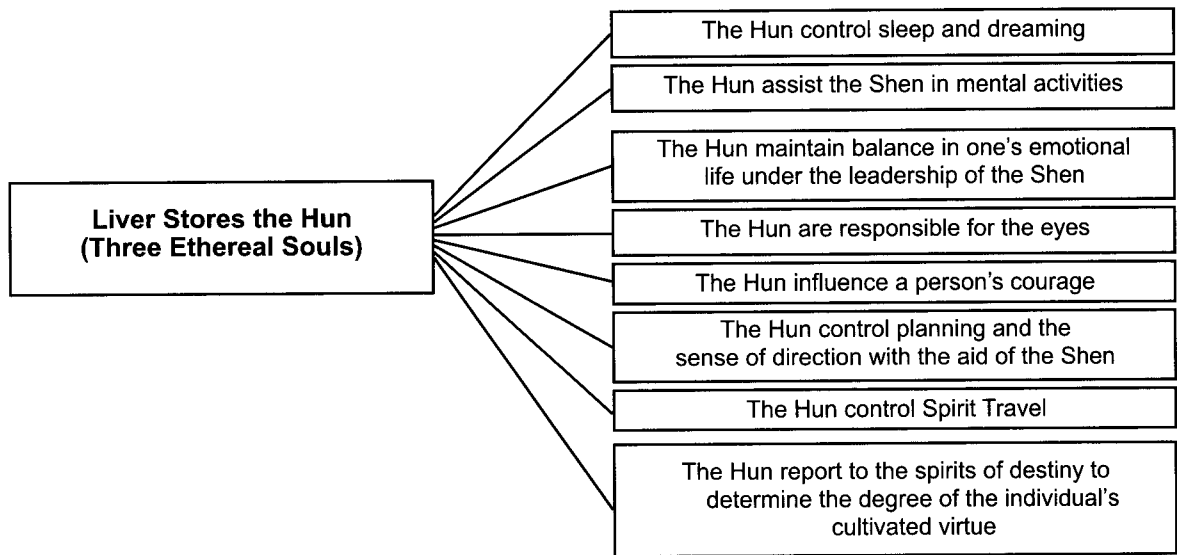 Liver Stores the Hun
(Three Ethereal Souls)
The Hun control sleep and dreaming
The Hun assist the Shen in mental activities
The Hun maintain balance in one's emotional
life under the leadership of the Shen
The Hun are responsible for the eyes
The Hun influence a person's courage
The Hun control planning and the
sense of direction with the aid of the Shen
The Hun control Spirit Travel
The Hun report to the spirits of destiny to
determine the degree of the individual's
cultivated virtue